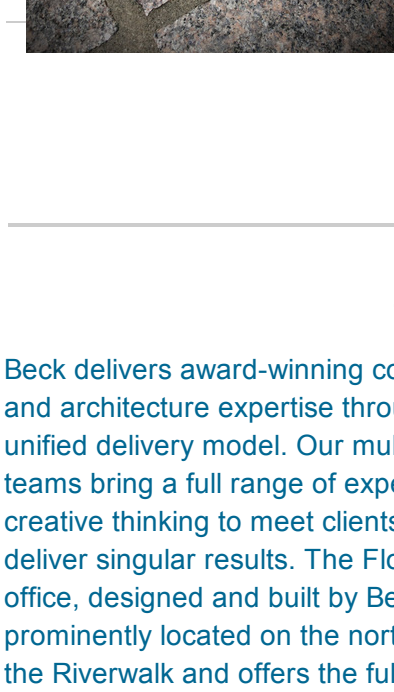 Beck delivers award-winning
and architecture expertise
unified delivery model. Our
teams bring a full range of
creative thinking to meet clients
deliver singular results. The
office, designed and built by
prominently located on the
the Riverwalk and offers the